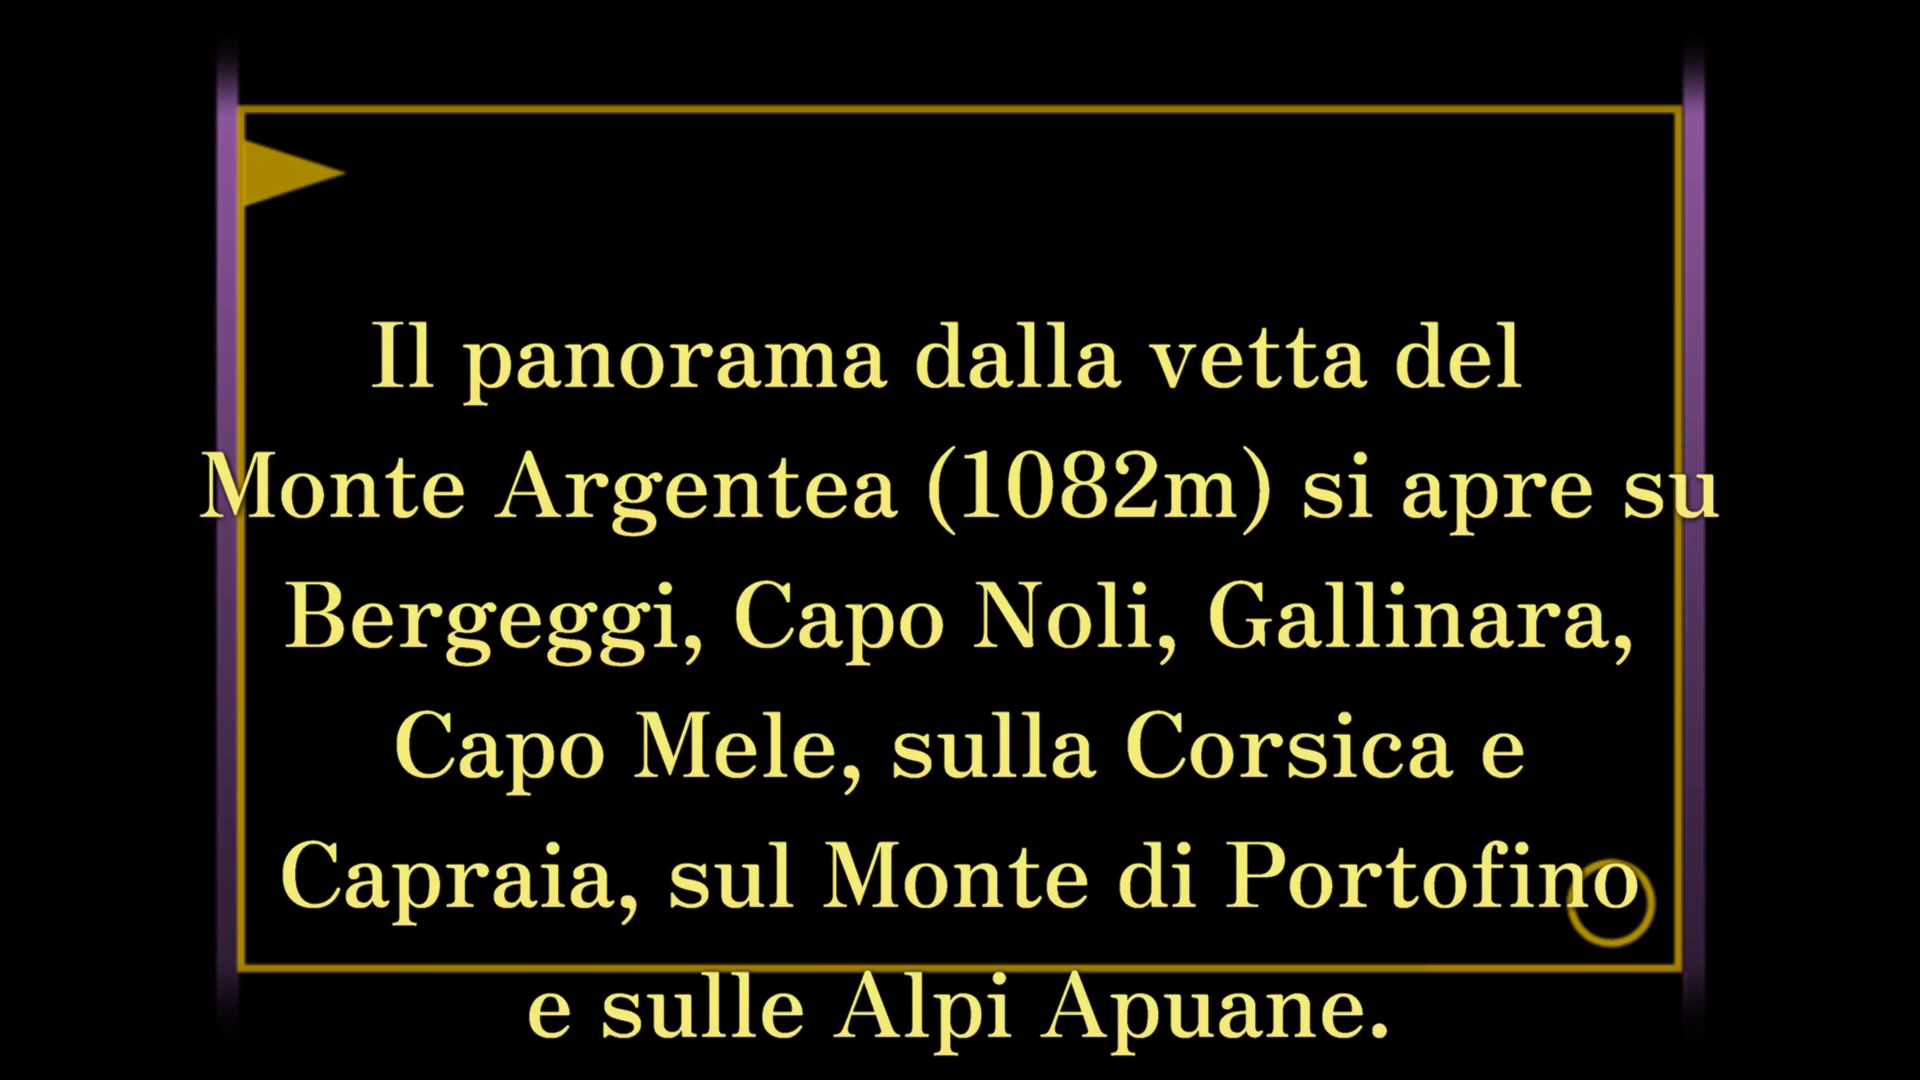 Il panorama dalla vetta del
Monte Argentea (1082m) si apre su
Bergeggi, Capo Noli, Gallinara,
Capo Mele, sulla Corsica e
Capraia, sul Monte di Portofino
e sulle Alpi Apuane.